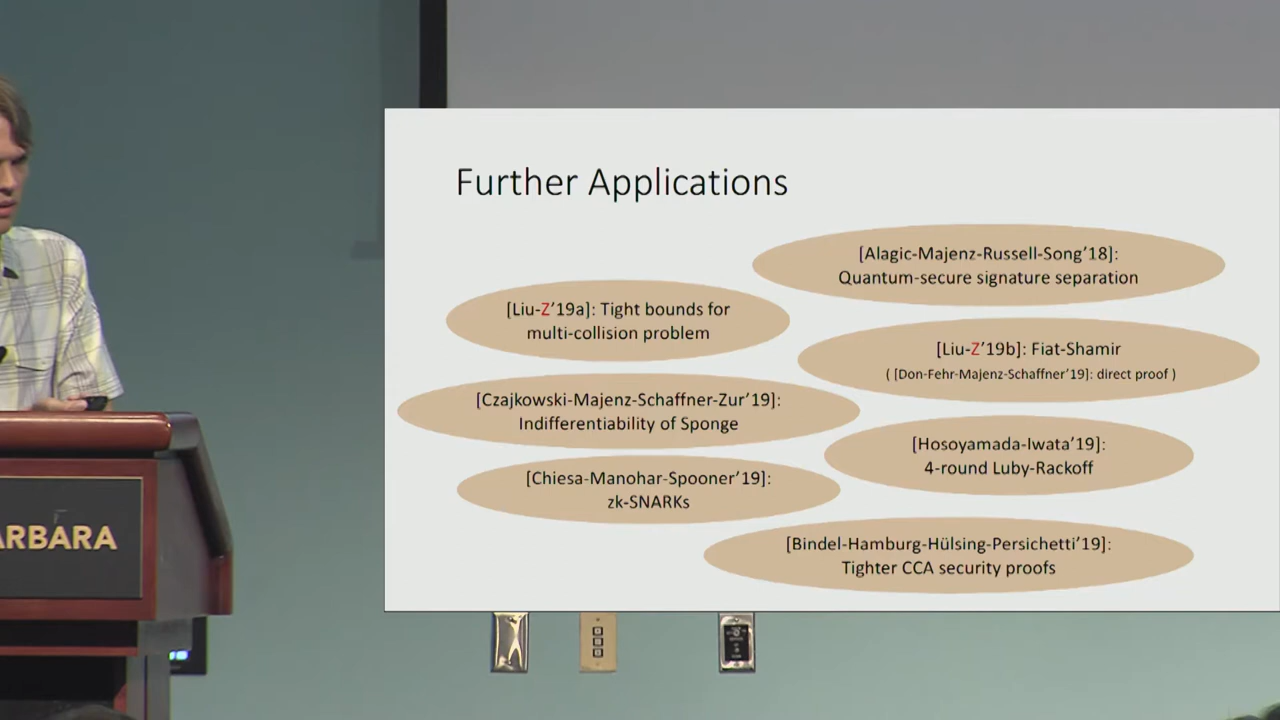 Further Applications
[Alagic-Majenz-Russell-Song’18]:
Quantum-secure signature separation
[Liu-Z’19a]: Tight bounds for
multi-collision problem
[Liu-Z’19b]: Fiat-Shamir
( [Don-Fehr-Majenz-Schaffner’19]: direct proof )
[Czajkowski-Majenz-Schaffner-Zur’19]:
Indifferentiability of Sponge
[Hosoyamada-Iwata’19]:
4-round Luby-Rackoff
[Chiesa-Manohar-Spooner’19]:
zk-SNARKs
[Bindel-Hamburg-Hülsing-Persichetti’19]:
Tighter CCA security proofs
ARBARA